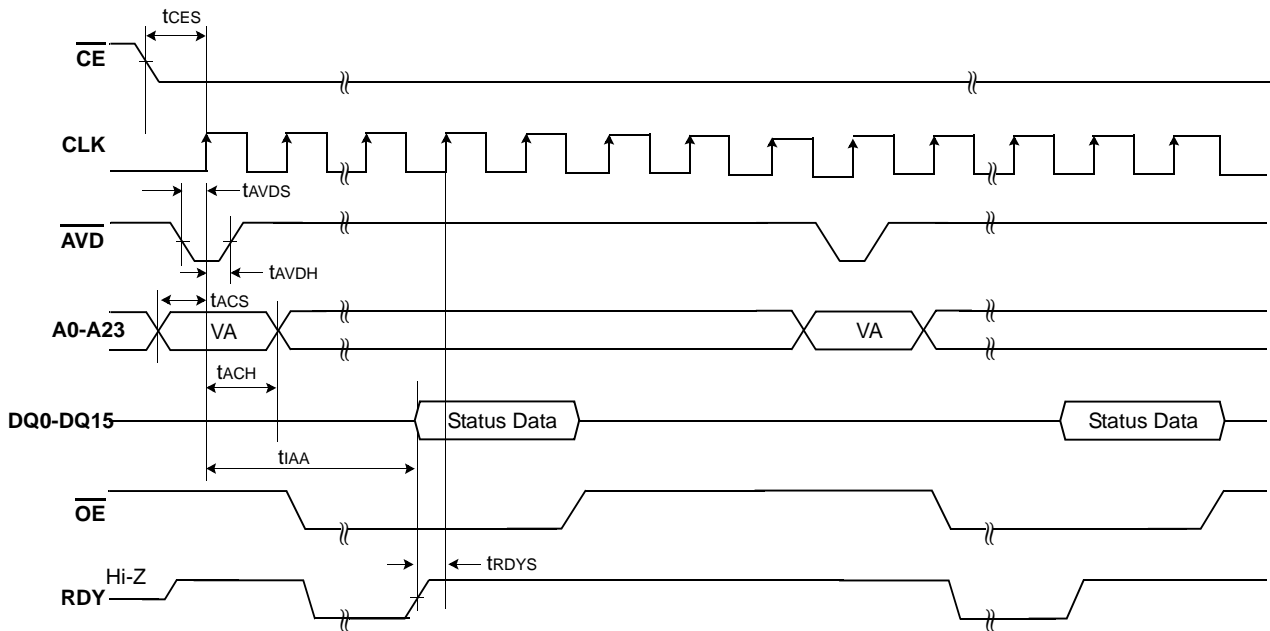 tCES
CE
CLK
tAVDS
AVD
tAVDH
tACS
A0-A23
VA
VA
tACH
DQ0-DQ15
Status Data
Status Data
tIAA
OE
tRDYS
Hi-Z
RDY